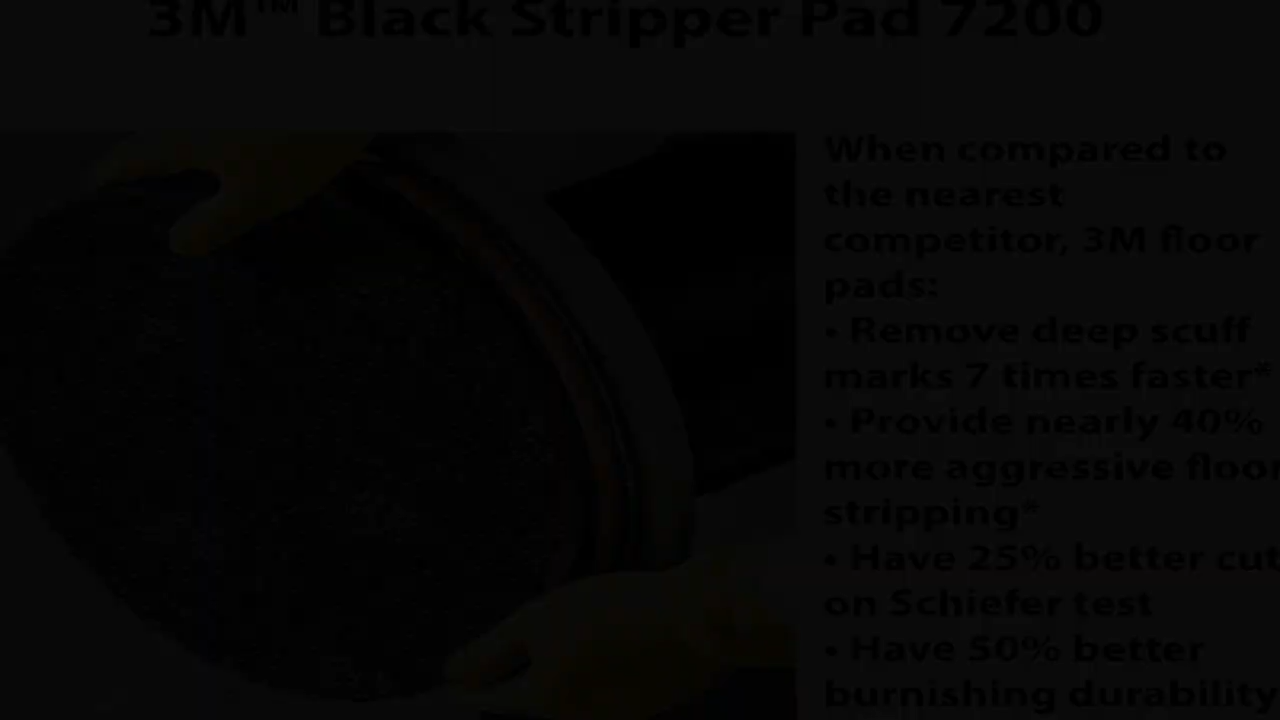 3M™ Black Stripper Pad 7200
When compared to
the nearest
competitor, 3M floor
pads:
• Remove deep scuff
marks 7 times faster*
• Provide nearly 40%
more aggressive floor
stripping*
• Have 25% better cut
on Schiefer test
• Have 50% better
burnishing durability